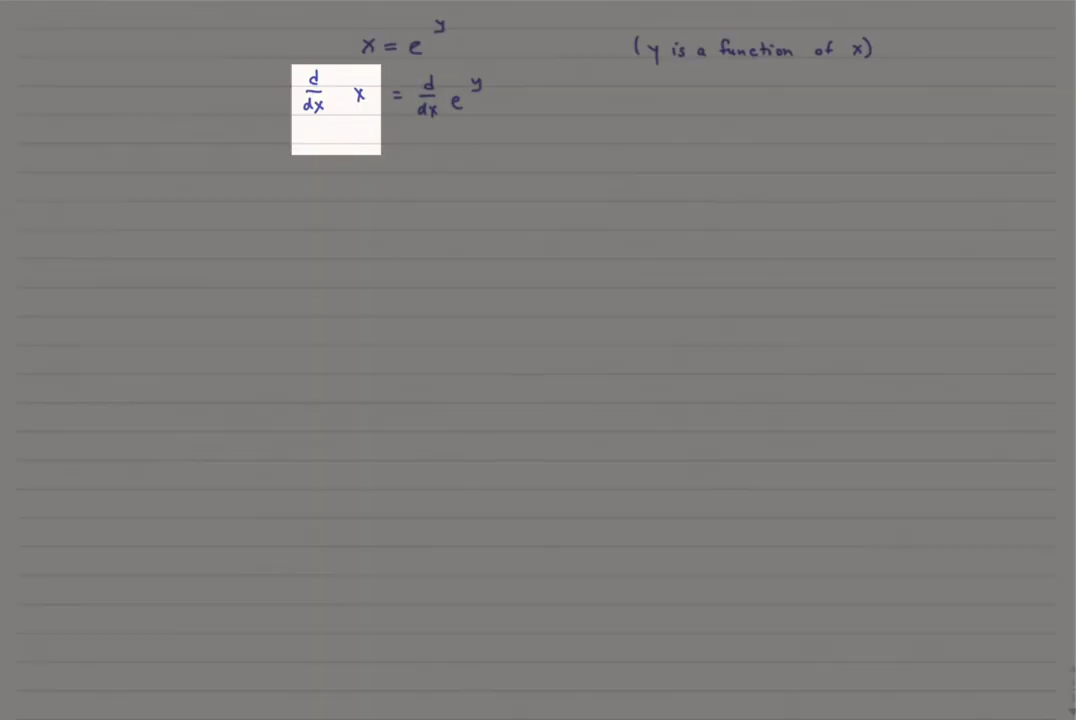 x = e^y (y is a function of x)
d/dx x = d/dx e^y